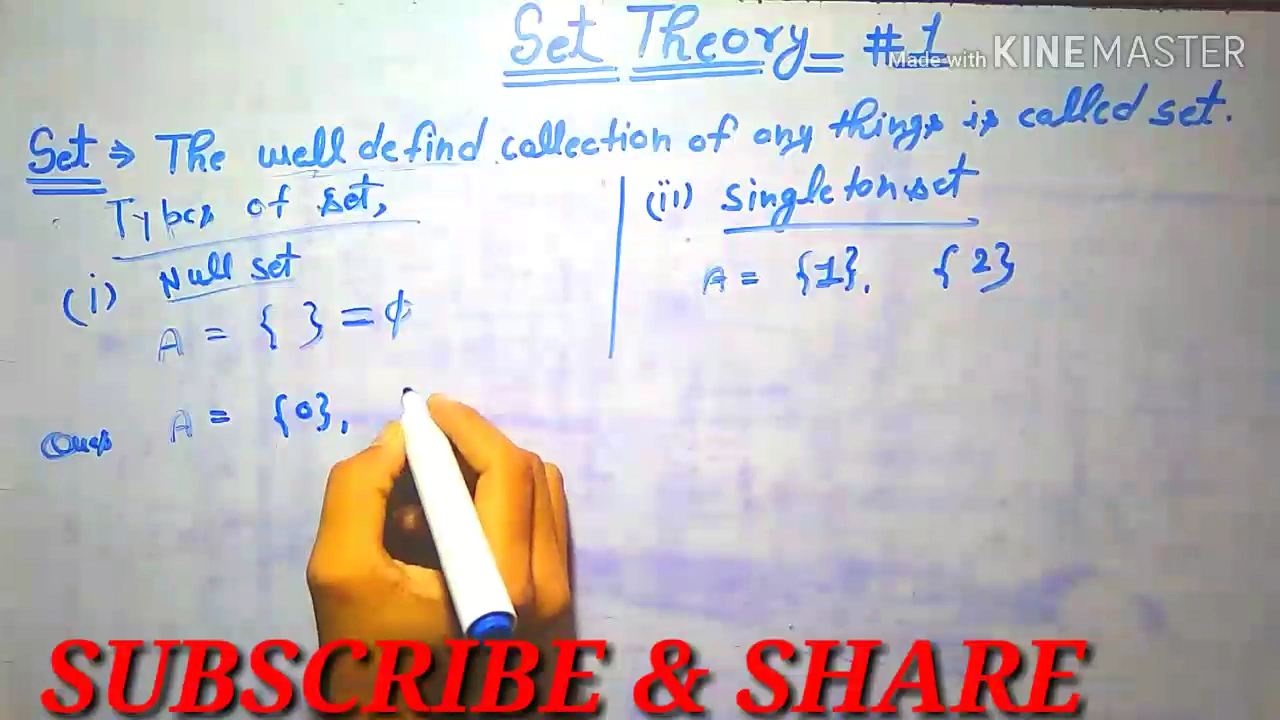 Set Theory #1
Made with KINEMASTER
Set ⇒ The well defind collection of any things is called set.
Types of set,
(i) Null set
A = { } = ϕ
Ques A = {0},
(ii) singleton set
A = {1}, {2}
SUBSCRIBE & SHARE